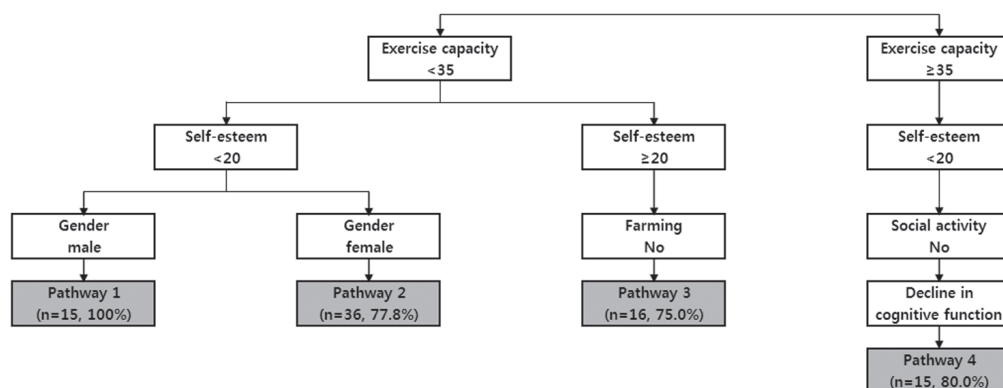 Exercise capacity
<35
Exercise capacity
≥35
Self-esteem
<20
Self-esteem
≥20
Self-esteem
<20
Gender
male
Gender
female
Farming
No
Social activity
No
Pathway 1
(n=15, 100%)
Pathway 2
(n=36, 77.8%)
Pathway 3
(n=16, 75.0%)
Decline in
cognitive function
Pathway 4
(n=15, 80.0%)